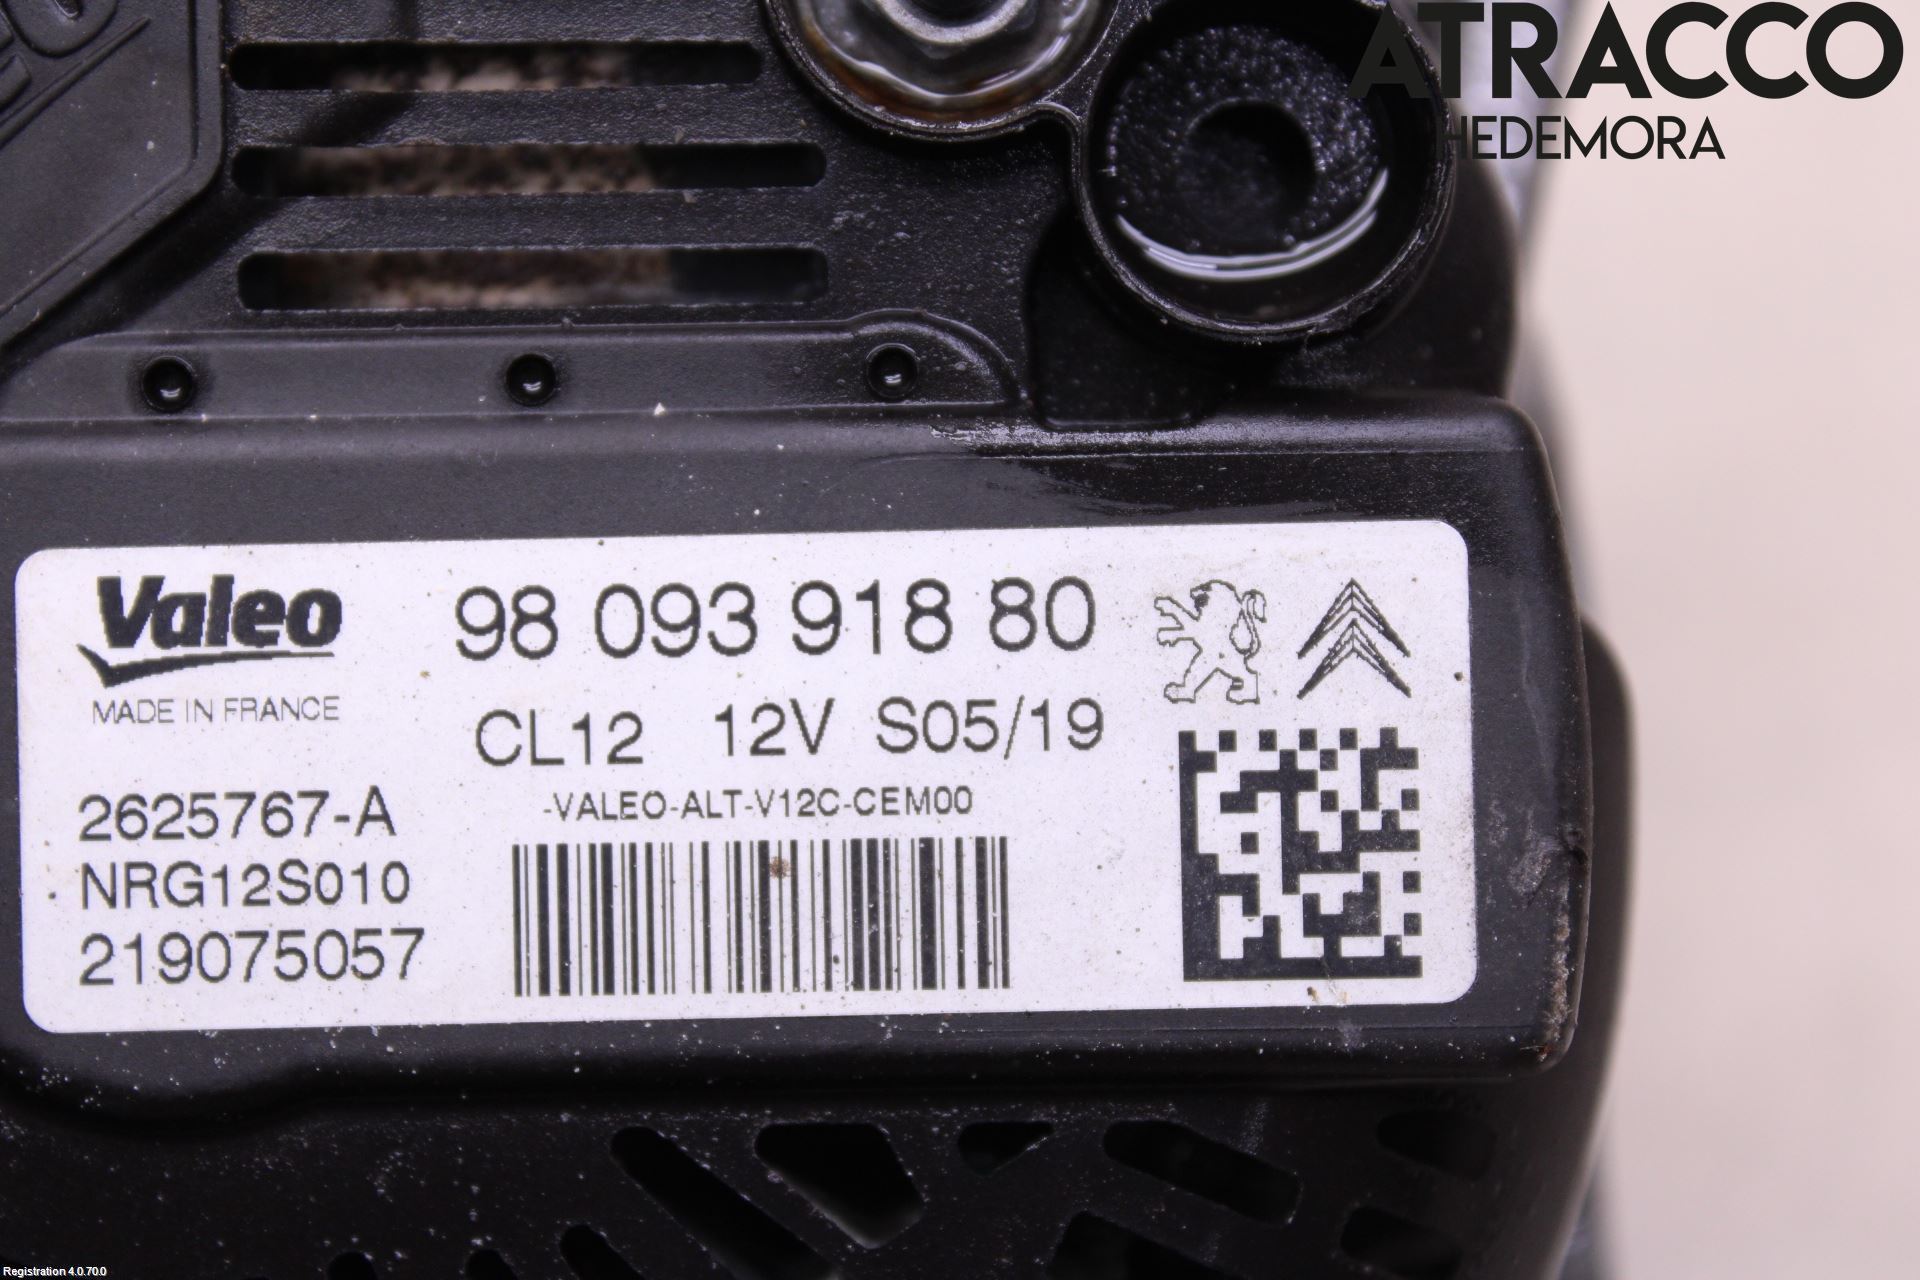 ATRACCO
HEDEMORA
Valeo
MADE IN FRANCE
98 093 918 80
CL12 12V S05/19
-VALEO-ALT-V12C-CEM00
2625767-A
NRG12S010
219075057
Registration 4.0.70.0